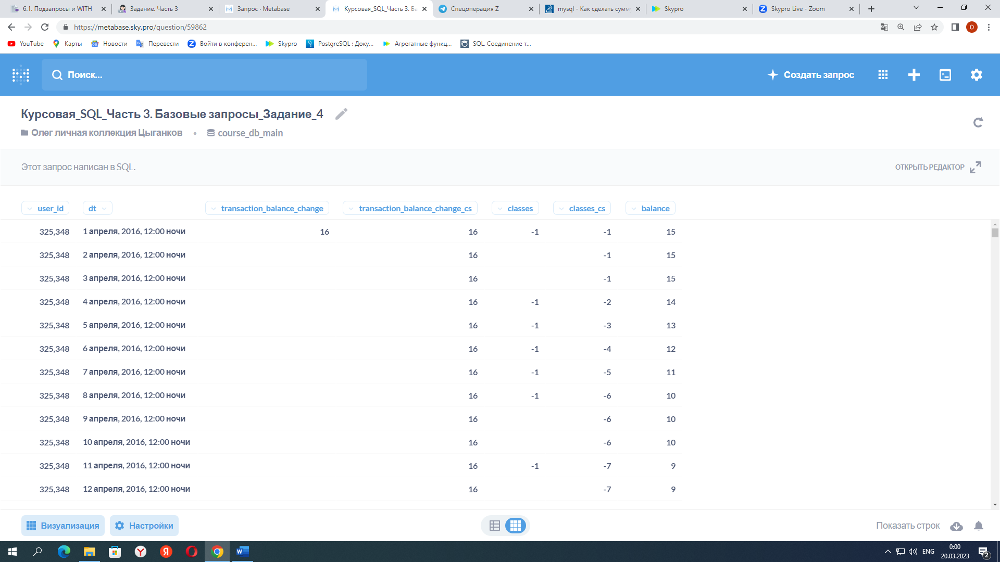 6.1. Подзапросы и WITH
Задание. Часть 3
Запрос · Metabase
Курсовая_SQL_Часть 3. Ба
Спецоперация Z
mysql - Как сделать сумму
Skypro
Skypro Live - Zoom
https://metabase.sky.pro/question/59862
O
YouTube
Карты
Новости
Перевести
Войти в конферен...
Skypro
PostgreSQL : Доку...
Агрегатные функц...
SQL. Соединение т...
Поиск...
Создать запрос
Курсовая_SQL_Часть 3. Базовые запросы_Задание_4
Олег личная коллекция Цыганков • course_db_main
Этот запрос написан в SQL.
ОТКРЫТЬ РЕДАКТОР
user_id dt transaction_balance_change transaction_balance_change_cs classes classes_cs balance
325,348 1 апреля, 2016, 12:00 ночи 16 16 -1 -1 15
325,348 2 апреля, 2016, 12:00 ночи 16 -1 15
325,348 3 апреля, 2016, 12:00 ночи 16 -1 15
325,348 4 апреля, 2016, 12:00 ночи 16 -1 -2 14
325,348 5 апреля, 2016, 12:00 ночи 16 -1 -3 13
325,348 6 апреля, 2016, 12:00 ночи 16 -1 -4 12
325,348 7 апреля, 2016, 12:00 ночи 16 -1 -5 11
325,348 8 апреля, 2016, 12:00 ночи 16 -1 -6 10
325,348 9 апреля, 2016, 12:00 ночи 16 -6 10
325,348 10 апреля, 2016, 12:00 ночи 16 -6 10
325,348 11 апреля, 2016, 12:00 ночи 16 -1 -7 9
325,348 12 апреля, 2016, 12:00 ночи 16 -7 9
Визуализация
Настройки
Показать строк
ENG
0:00
20.03.2023
2